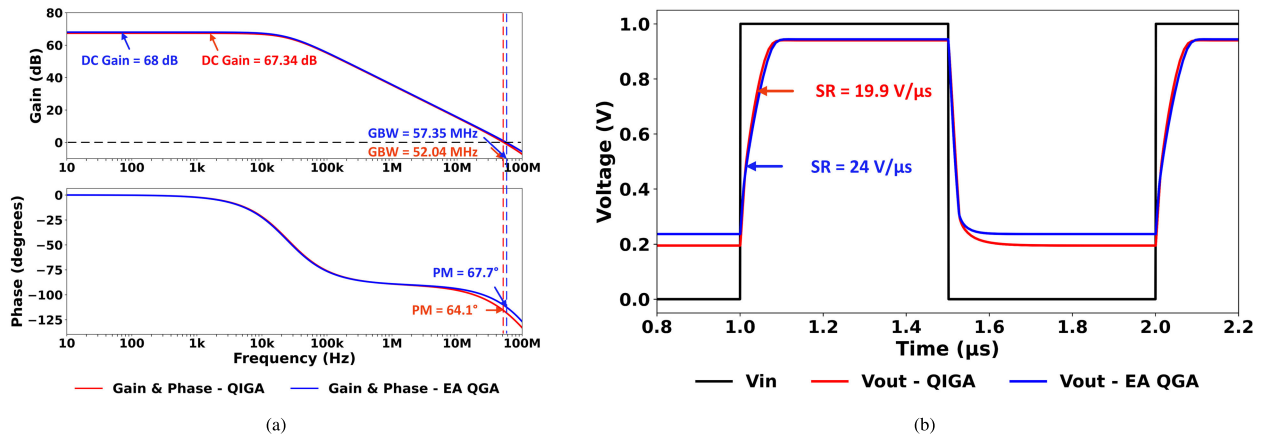 80
60
40
20
0
Gain (dB)
DC Gain = 68 dB
DC Gain = 67.34 dB
GBW = 57.35 MHz
GBW = 52.04 MHz
10 100 1k 10k 100k 1M 10M 100M
0
−25
−50
−75
−100
−125
Phase (degrees)
PM = 67.7°
PM = 64.1°
10 100 1k 10k 100k 1M 10M 100M
Frequency (Hz)
Gain & Phase - QIGA Gain & Phase - EA QGA
(a)
1.0
0.8
0.6
0.4
0.2
0.0
Voltage (V)
SR = 19.9 V/µs
SR = 24 V/µs
0.8 1.0 1.2 1.4 1.6 1.8 2.0 2.2
Time (µs)
Vin Vout - QIGA Vout - EA QGA
(b)